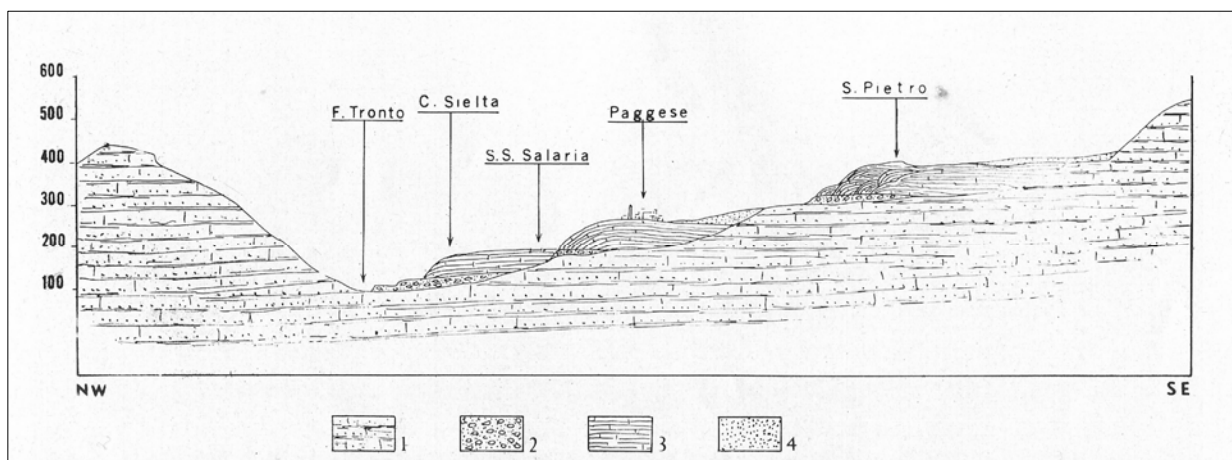 600
500
400
300
200
100
F. Tronto
C. Sielta
S.S. Salaria
Paggese
S. Pietro
NW
SE
1
2
3
4